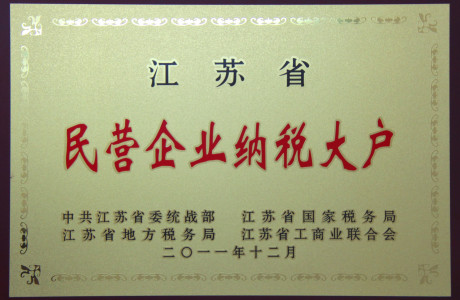 江苏省
民营企业纳税大户
中共江苏省委统战部 江苏省国家税务局
江苏省地方税务局 江苏省工商业联合会
二〇一一年十二月